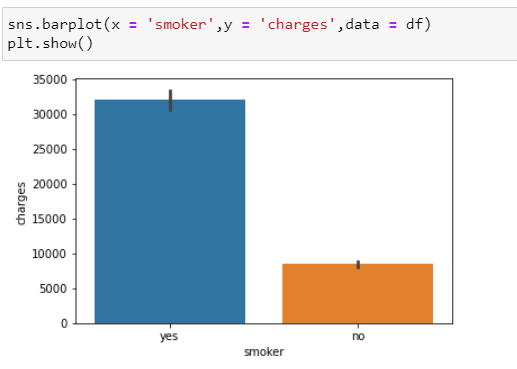 sns.barplot(x = 'smoker',y = 'charges',data = df)
plt.show()
35000
30000
25000
20000
15000
10000
5000
0
charges
yes
no
smoker